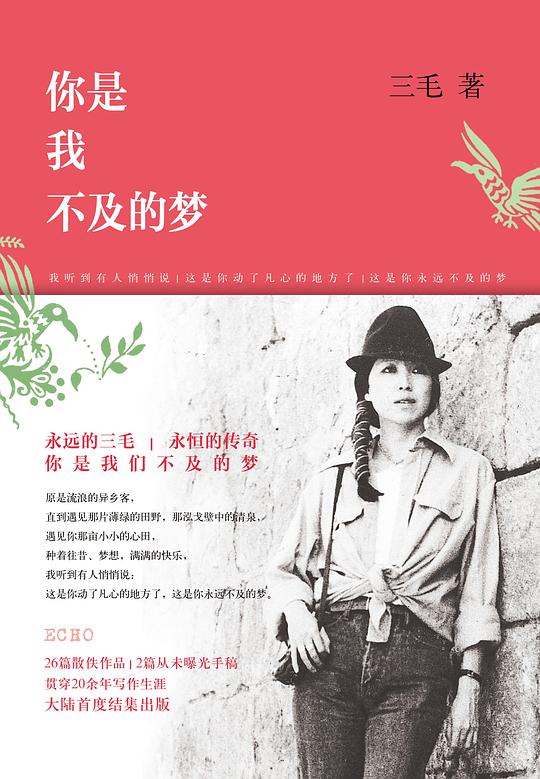 你是
我
不及的梦
三毛 著
我听到有人悄悄说 | 这是你动了凡心的地方了 | 这是你永远不及的梦
永远的三毛 | 永恒的传奇
你是我们不及的梦
原是流浪的异乡客，
直到遇见那片薄绿的田野，那泓戈壁中的清泉，
遇见你那亩小小的心田，
种着往昔、梦想，满满的快乐，
我听到有人悄悄说：
这是你动了凡心的地方了，这是你永远不及的梦。
ECHO
26篇散佚作品 | 2篇从未曝光手稿
贯穿20余年写作生涯
大陆首度结集出版